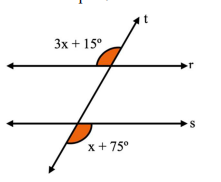 t
3x + 15º
r
s
x + 75º